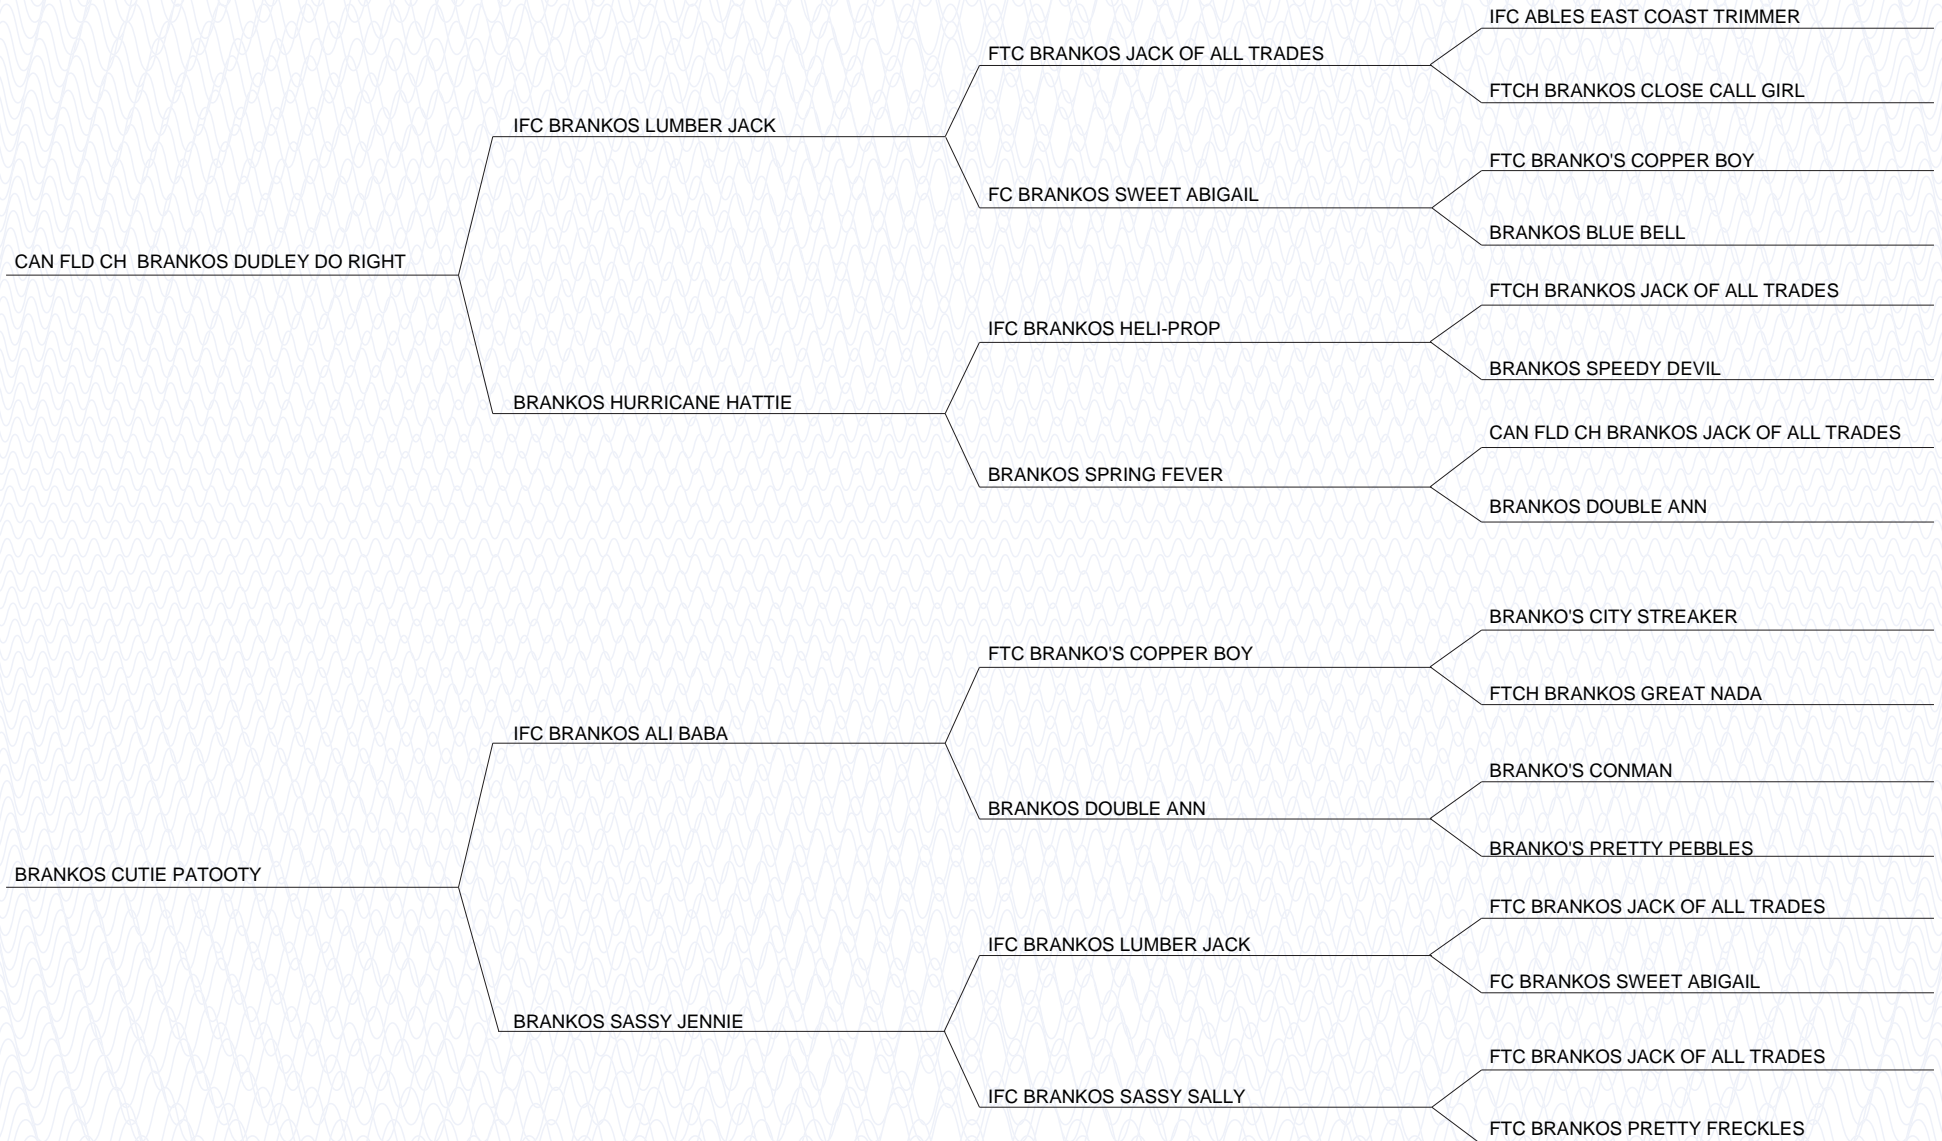 IFC ABLES EAST COAST TRIMMER
FTC BRANKOS JACK OF ALL TRADES
FTCH BRANKOS CLOSE CALL GIRL
IFC BRANKOS LUMBER JACK
FTC BRANKO'S COPPER BOY
FC BRANKOS SWEET ABIGAIL
BRANKOS BLUE BELL
CAN FLD CH  BRANKOS DUDLEY DO RIGHT
FTCH BRANKOS JACK OF ALL TRADES
IFC BRANKOS HELI-PROP
BRANKOS SPEEDY DEVIL
BRANKOS HURRICANE HATTIE
CAN FLD CH BRANKOS JACK OF ALL TRADES
BRANKOS SPRING FEVER
BRANKOS DOUBLE ANN
BRANKO'S CITY STREAKER
FTC BRANKO'S COPPER BOY
FTCH BRANKOS GREAT NADA
IFC BRANKOS ALI BABA
BRANKO'S CONMAN
BRANKOS DOUBLE ANN
BRANKO'S PRETTY PEBBLES
BRANKOS CUTIE PATOOTY
FTC BRANKOS JACK OF ALL TRADES
IFC BRANKOS LUMBER JACK
FC BRANKOS SWEET ABIGAIL
BRANKOS SASSY JENNIE
FTC BRANKOS JACK OF ALL TRADES
IFC BRANKOS SASSY SALLY
FTC BRANKOS PRETTY FRECKLES